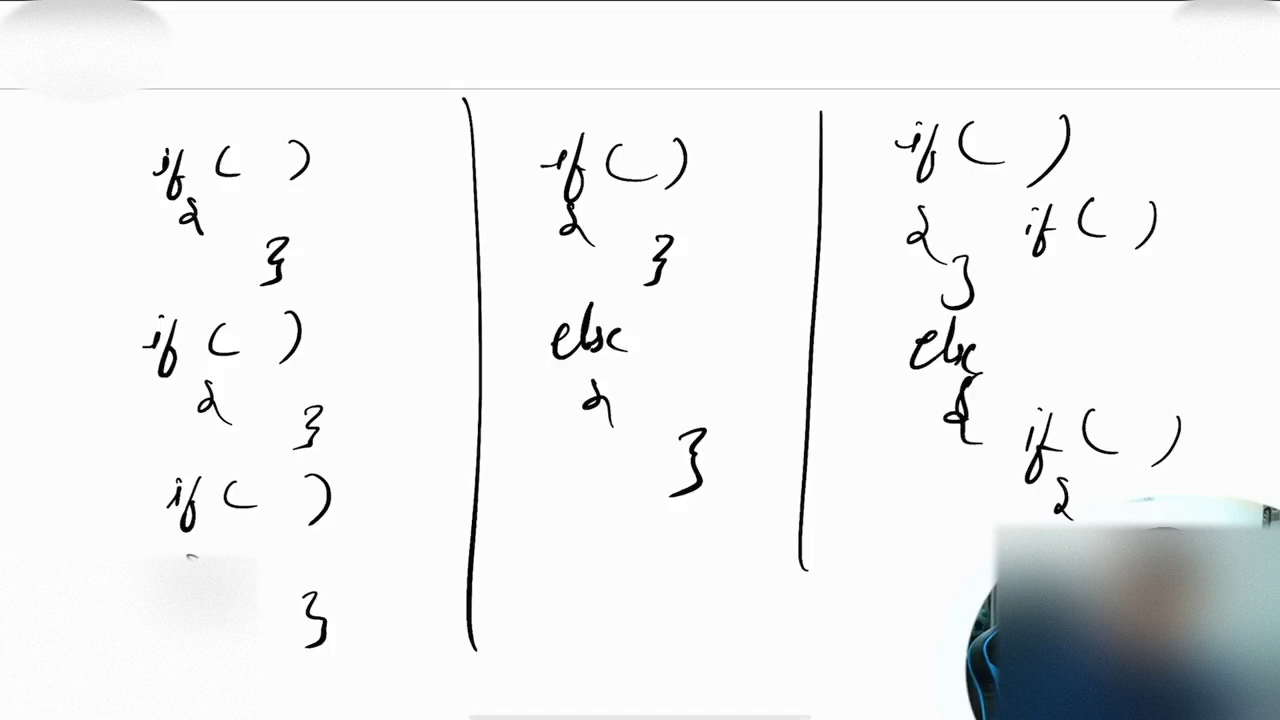 if ( )
{
}
if ( )
{
}
if ( )
}
if ( )
{
}
else
{
}
if ( )
{ if ( )
}
else
{
if ( )
{